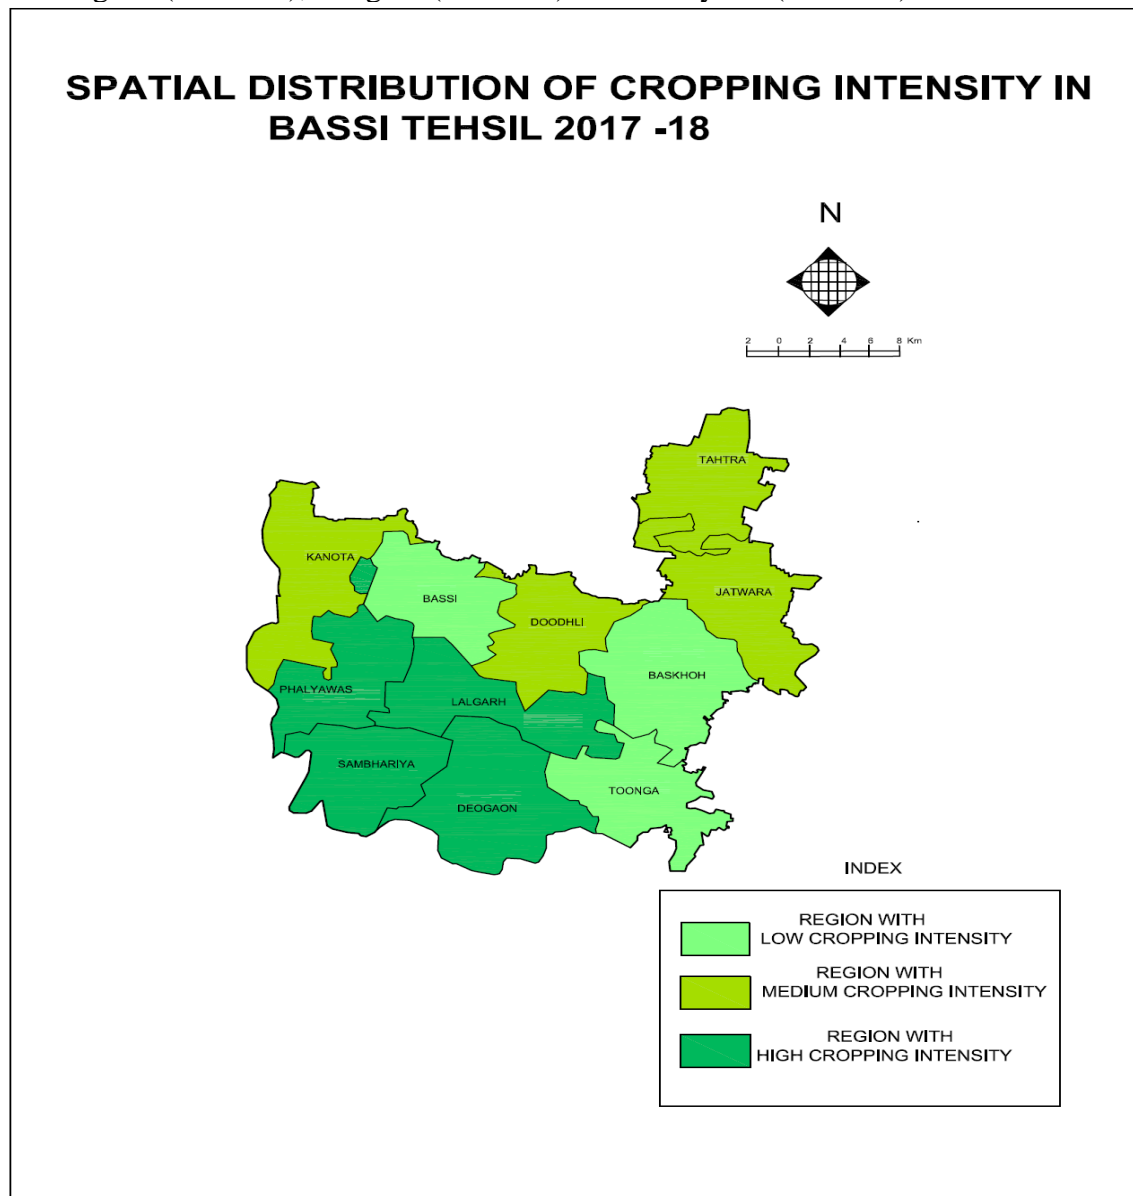 SPATIAL DISTRIBUTION OF CROPPING INTENSITY IN
BASSI TEHSIL 2017 -18
N
2 0 2 4 6 8 Km
TAHTRA
KANOTA
JATWARA
BASSI
DOODHLI
BASKHOH
PHALYAWAS
LALGARH
SAMBHARIYA
TOONGA
DEOGAON
INDEX
REGION WITH
LOW CROPPING INTENSITY
REGION WITH
MEDIUM CROPPING INTENSITY
REGION WITH
HIGH CROPPING INTENSITY